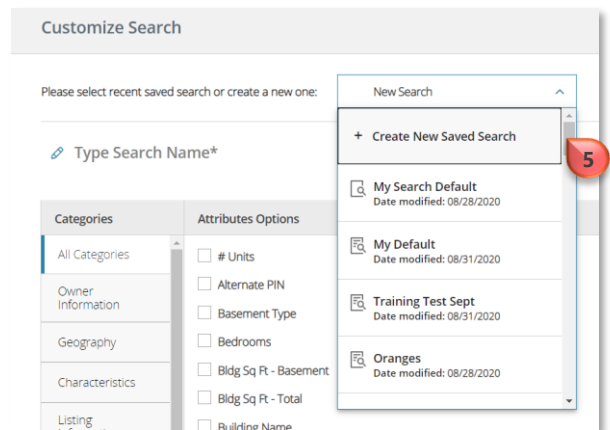 Customize Search
Please select recent saved search or create a new one:
New Search
+ Create New Saved Search
5
Type Search Name*
My Search Default
Date modified: 08/28/2020
My Default
Date modified: 08/31/2020
Training Test Sept
Date modified: 08/31/2020
Oranges
Date modified: 08/28/2020
Categories
All Categories
Owner
Information
Geography
Characteristics
Listing
Attributes Options
# Units
Alternate PIN
Basement Type
Bedrooms
Bldg Sq Ft - Basement
Bldg Sq Ft - Total
Building Name